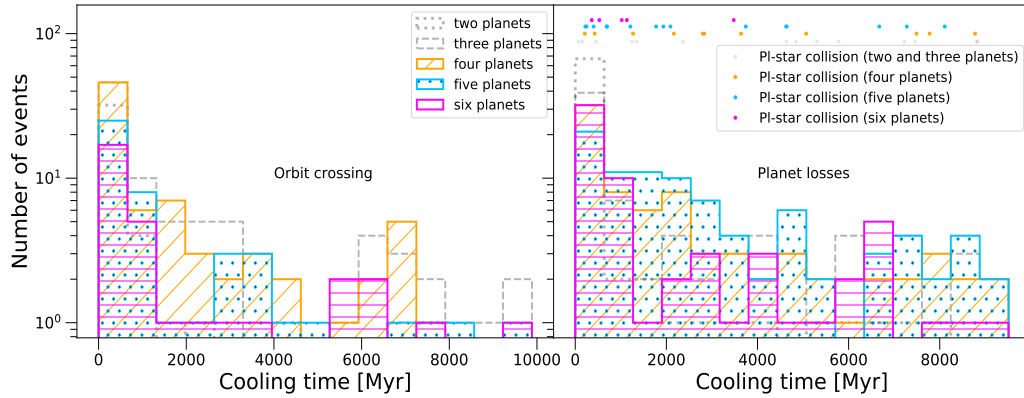 Number of events
10²
10¹
10⁰
two planets
three planets
four planets
five planets
six planets
Orbit crossing
0
2000
4000
6000
8000
10000
Cooling time [Myr]
Pl-star collision (two and three planets)
Pl-star collision (four planets)
Pl-star collision (five planets)
Pl-star collision (six planets)
Planet losses
0
2000
4000
6000
8000
Cooling time [Myr]